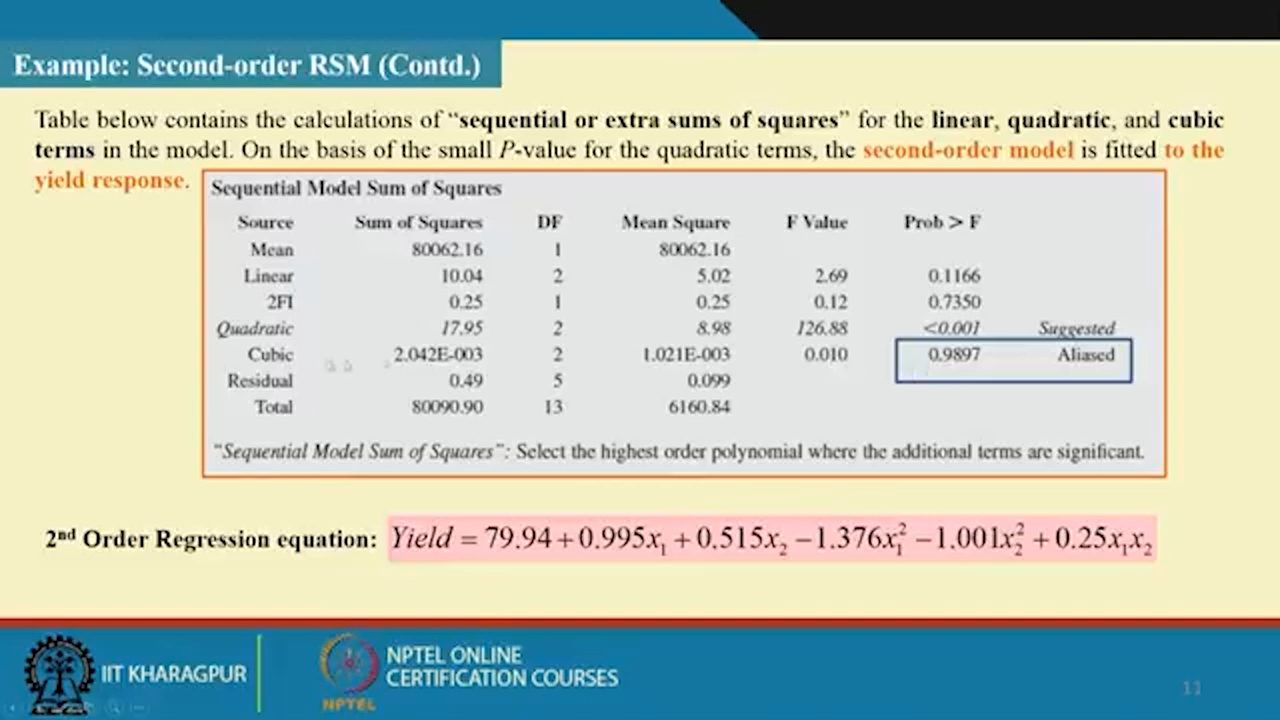 Example: Second-order RSM (Contd.)
Table below contains the calculations of “sequential or extra sums of squares” for the linear, quadratic, and cubic
terms in the model. On the basis of the small P-value for the quadratic terms, the second-order model is fitted to the
yield response.
Sequential Model Sum of Squares
Source Sum of Squares DF Mean Square F Value Prob > F
Mean 80062.16 1 80062.16
Linear 10.04 2 5.02 2.69 0.1166
2FI 0.25 1 0.25 0.12 0.7350
Quadratic 17.95 2 8.98 126.88 <0.001 Suggested
Cubic 2.042E-003 2 1.021E-003 0.010 0.9897 Aliased
Residual 0.49 5 0.099
Total 80090.90 13 6160.84
"Sequential Model Sum of Squares": Select the highest order polynomial where the additional terms are significant.
2nd Order Regression equation: Yield = 79.94 + 0.995x₁ + 0.515x₂ − 1.376x₁² − 1.001x₂² + 0.25x₁x₂
IIT KHARAGPUR
NPTEL
NPTEL ONLINE
CERTIFICATION COURSES
11